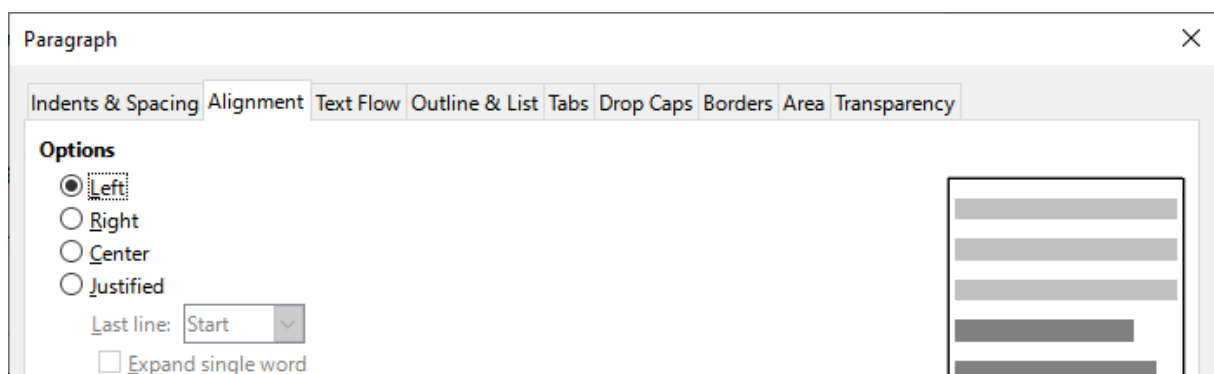 Paragraph
Indents & Spacing Alignment Text Flow Outline & List Tabs Drop Caps Borders Area Transparency
Options
Left
Right
Center
Justified
Last line: Start
Expand single word